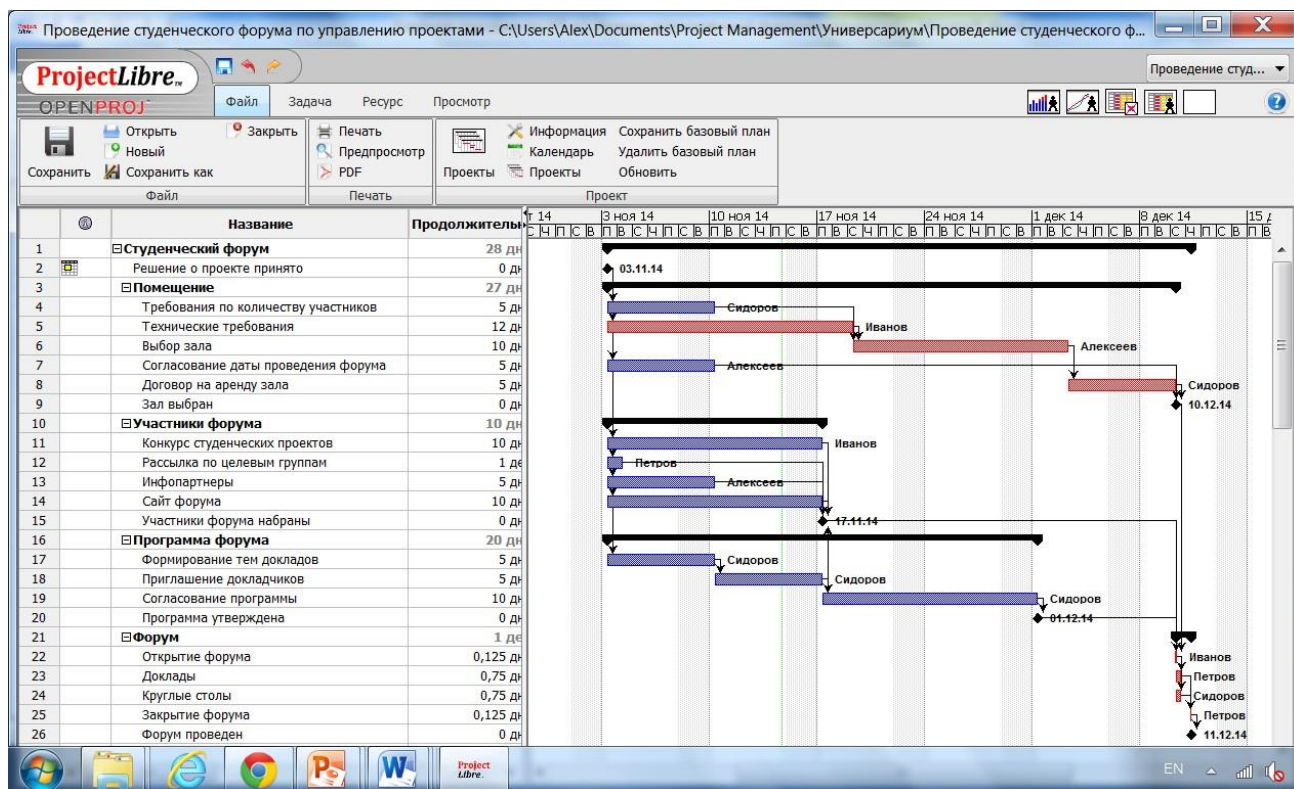 Проведение студенческого форума по управлению проектами - C:\Users\Alex\Documents\Project Management\Универсариум\Проведение студенческого ф...
ProjectLibre
OPENPROJ
Проведение студ...
Файл Задача Ресурс Просмотр
Сохранить
Открыть
Новый
Сохранить как
Закрыть
Файл
Печать
Предпросмотр
PDF
Печать
Проекты
Информация
Календарь
Проекты
Сохранить базовый план
Удалить базовый план
Обновить
Проект
Название Продолжительн
т 14 3 ноя 14 10 ноя 14 17 ноя 14 24 ноя 14 1 дек 14 8 дек 14 15 д
С Ч П С В П В С Ч П С В П В С Ч П С В П В С Ч П С В П В С Ч П С В П В С Ч П С В П В С Ч П С В П В
1 Студенческий форум 28 дн
2 Решение о проекте принято 0 дн 03.11.14
3 Помещение 27 дн
4 Требования по количеству участников 5 дн Сидоров
5 Технические требования 12 дн Иванов
6 Выбор зала 10 дн Алексеев
7 Согласование даты проведения форума 5 дн Алексеев
8 Договор на аренду зала 5 дн Сидоров
9 Зал выбран 0 дн 10.12.14
10 Участники форума 10 дн
11 Конкурс студенческих проектов 10 дн Иванов
12 Рассылка по целевым группам 1 де Петров
13 Инфопартнеры 5 дн Алексеев
14 Сайт форума 10 дн
15 Участники форума набраны 0 дн 17.11.14
16 Программа форума 20 дн
17 Формирование тем докладов 5 дн Сидоров
18 Приглашение докладчиков 5 дн Сидоров
19 Согласование программы 10 дн Сидоров
20 Программа утверждена 0 дн 01.12.14
21 Форум 1 де
22 Открытие форума 0,125 дн Иванов
23 Доклады 0,75 дн Петров
24 Круглые столы 0,75 дн Сидоров
25 Закрытие форума 0,125 дн Петров
26 Форум проведен 0 дн 11.12.14
Project Libre
EN